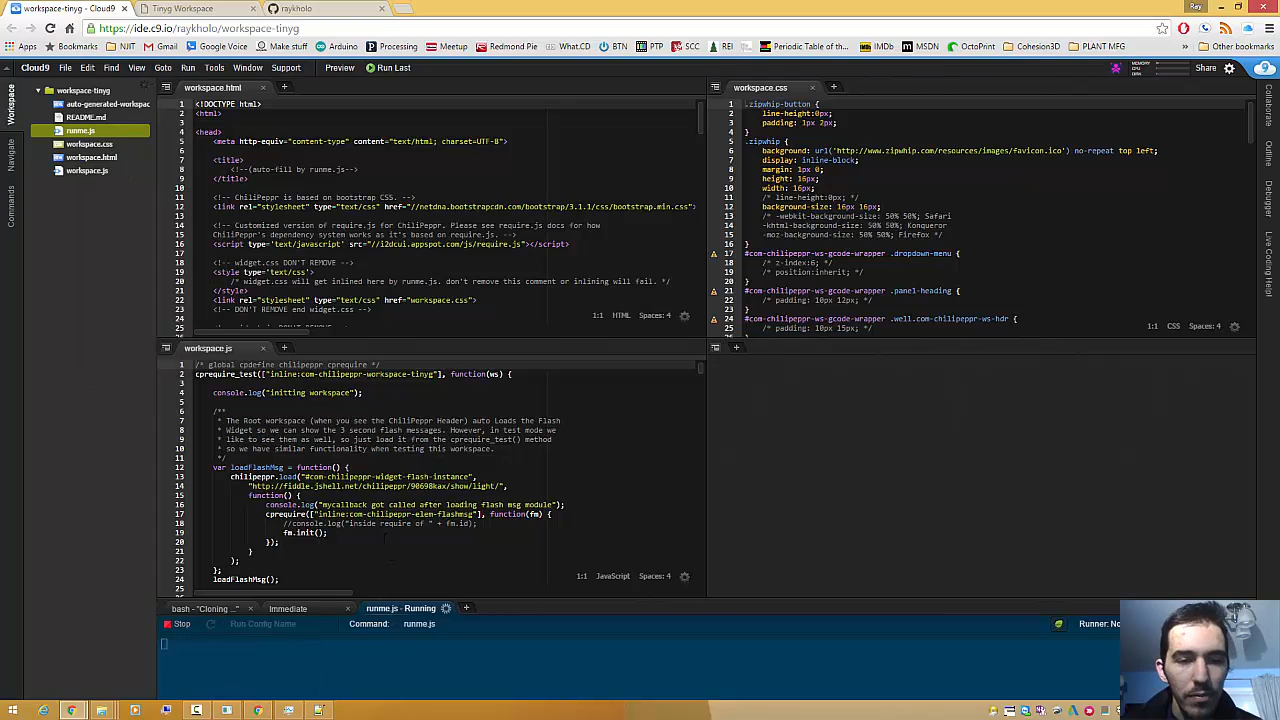 workspace-tinyg - Cloud9
Tinyg Workspace
raykholo
Ray
https://ide.c9.io/raykholo/workspace-tinyg
Apps
Bookmarks
NJIT
Gmail
Google Voice
Make stuff
Arduino
Processing
Meetup
Redmond Pie
What.CD
BTN
PTP
SCC
REI
Periodic Table of the...
IMDb
MSDN
OctoPrint
Cohesion3D
PLANT MFG
Other bookmarks
Cloud9 File Edit Find View Goto Run Tools Window Support Preview Run Last
MEMORY
CPU
DISK
Share
Workspace
Navigate
Commands
workspace-tinyg
auto-generated-workspac
README.md
runme.js
workspace.css
workspace.html
workspace.js
workspace.html
1 <!DOCTYPE html>
2 <html>
3
4 <head>
5 <meta http-equiv="content-type" content="text/html; charset=UTF-8">
6
7 <title>
8 <!--(auto-fill by runme.js-->
9 </title>
10
11 <!-- ChiliPeppr is based on bootstrap CSS. -->
12 <link rel="stylesheet" type="text/css" href="//netdna.bootstrapcdn.com/bootstrap/3.1.1/css/bootstrap.min.css">
13
14 <!-- Customized version of require.js for ChiliPeppr. Please see require.js docs for how
15 ChiliPeppr's dependency system works as it's based on require.js. -->
16 <script type='text/javascript' src="//i2dcui.appspot.com/js/require.js"></script>
17
18 <!-- widget.css DON'T REMOVE -->
19 <style type='text/css'>
20 /* widget.css will get inlined here by runme.js. don't remove this comment or inlining will fail. */
21 </style>
22 <link rel="stylesheet" type="text/css" href="workspace.css">
23 <!-- DON'T REMOVE end widget.css -->
24
25
1:1 HTML Spaces: 4
workspace.css
1 .zipwhip-button {
2 line-height:0px;
3 padding: 1px 2px;
4 }
5 .zipwhip {
6 background: url('http://www.zipwhip.com/resources/images/favicon.ico') no-repeat top left;
7 display: inline-block;
8 margin: 1px 0;
9 height: 16px;
10 width: 16px;
11 /* line-height:0px; */
12 background-size: 16px 16px;
13 /* -webkit-background-size: 50% 50%; Safari
14 -khtml-background-size: 50% 50%; Konqueror
15 -moz-background-size: 50% 50%; Firefox */
16 }
17 #com-chilipeppr-ws-gcode-wrapper .dropdown-menu {
18 /* z-index:6; */
19 /* position:inherit; */
20 }
21 #com-chilipeppr-ws-gcode-wrapper .panel-heading {
22 /* padding: 10px 12px; */
23 }
24 #com-chilipeppr-ws-gcode-wrapper .well.com-chilipeppr-ws-hdr {
25 /* padding: 10px 15px; */
1:1 CSS Spaces: 4
Collaborate
Outline
Debugger
Live Coding Help!
workspace.js
1 /* global cpdefine chilipeppr cprequire */
2 cprequire_test(["inline:com-chilipeppr-workspace-tinyg"], function(ws) {
3
4 console.log("initting workspace");
5
6 /**
7 * The Root workspace (when you see the ChiliPeppr Header) auto Loads the Flash
8 * Widget so we can show the 3 second flash messages. However, in test mode we
9 * like to see them as well, so just load it from the cprequire_test() method
10 * so we have similar functionality when testing this workspace.
11 */
12 var loadFlashMsg = function() {
13 chilipeppr.load("#com-chilipeppr-widget-flash-instance",
14 "http://fiddle.jshell.net/chilipeppr/90698kax/show/light/",
15 function() {
16 console.log("mycallback got called after loading flash msg module");
17 cprequire(["inline:com-chilipeppr-elem-flashmsg"], function(fm) {
18 //console.log("inside require of " + fm.id);
19 fm.init();
20 });
21 }
22 );
23 };
24 loadFlashMsg();
25
1:1 JavaScript Spaces: 4
bash - "Cloning ..."
Immediate
runme.js - Running
Stop
Run Config Name
Command: runme.js
Runner: